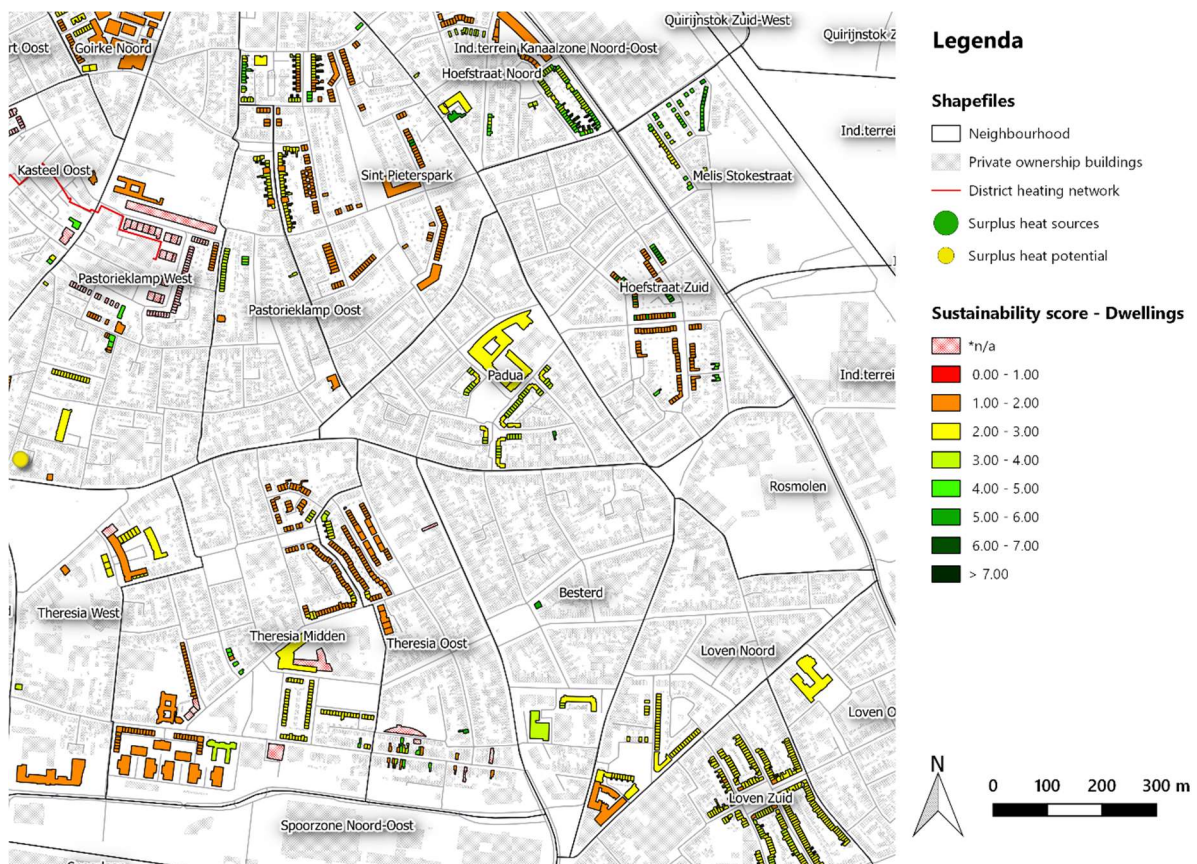 Quirijnstok Zuid-West
rt Oost
Goirke Noord
Ind.terrein Kanaalzone Noord-Oost
Quirijnstok Z
Hoefstraat Noord
Ind.terrei
Kasteel Oost
Sint-Pieterspark
Melis Stokestraat
Pastorieklamp West
Hoefstraat Zuid
Pastorieklamp Oost
Padua
Ind.terrei
Rosmolen
Besterd
Theresia West
Theresia Midden
Theresia Oost
Loven Noord
Loven O
Loven Zuid
Spoorzone Noord-Oost
Legenda
Shapefiles
Neighbourhood
Private ownership buildings
District heating network
Surplus heat sources
Surplus heat potential
Sustainability score - Dwellings
*n/a
0.00 - 1.00
1.00 - 2.00
2.00 - 3.00
3.00 - 4.00
4.00 - 5.00
5.00 - 6.00
6.00 - 7.00
> 7.00
N
0 100 200 300 m